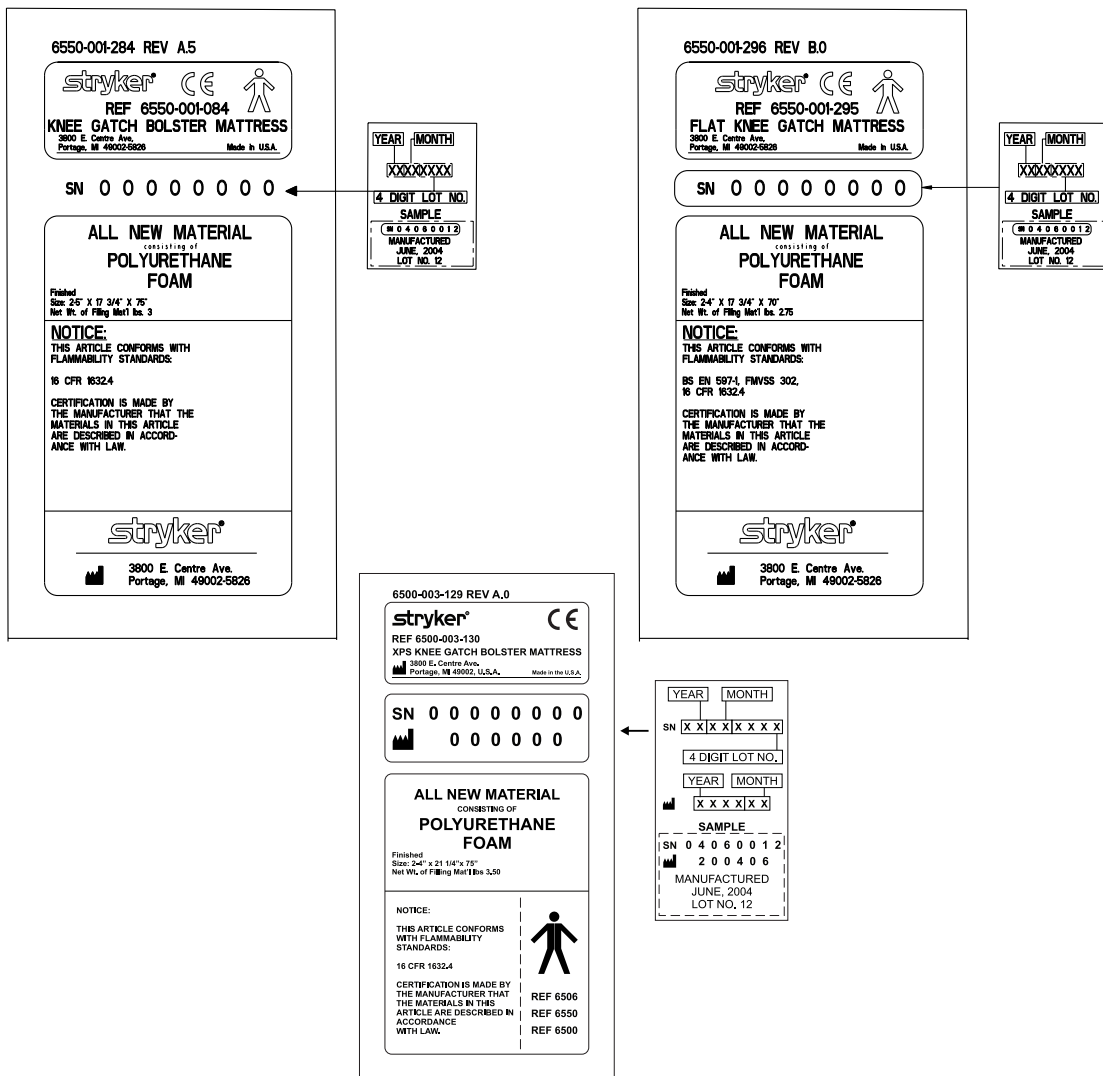 6550-001-284 REV A.5
stryker® CE
REF 6550-001-084
KNEE GATCH BOLSTER MATTRESS
3800 E. Centre Ave.
Portage, MI 49002-5826 Made in U.S.A.
SN 0 0 0 0 0 0 0 0
ALL NEW MATERIAL
consisting of
POLYURETHANE
FOAM
Finished
Size: 2-5" X 17 3/4" X 75"
Net Wt. of Filing Mat'l lbs. 3
NOTICE:
THIS ARTICLE CONFORMS WITH
FLAMMABILITY STANDARDS:
16 CFR 1632.4
CERTIFICATION IS MADE BY
THE MANUFACTURER THAT THE
MATERIALS IN THIS ARTICLE
ARE DESCRIBED IN ACCORD-
ANCE WITH LAW.
stryker®
3800 E. Centre Ave.
Portage, MI 49002-5826
YEAR MONTH
XXXXXXXX
4 DIGIT LOT NO.
SAMPLE
SN 0 4 0 6 0 0 1 2
MANUFACTURED
JUNE, 2004
LOT NO. 12
6550-001-296 REV B.0
stryker® CE
REF 6550-001-295
FLAT KNEE GATCH MATTRESS
3800 E. Centre Ave.
Portage, MI 49002-5826 Made in U.S.A.
SN 0 0 0 0 0 0 0 0
ALL NEW MATERIAL
consisting of
POLYURETHANE
FOAM
Finished
Size: 2-4" X 17 3/4" X 70"
Net Wt. of Filing Mat'l lbs. 2.75
NOTICE:
THIS ARTICLE CONFORMS WITH
FLAMMABILITY STANDARDS:
BS EN 597-1, FMVSS 302,
16 CFR 1632.4
CERTIFICATION IS MADE BY
THE MANUFACTURER THAT THE
MATERIALS IN THIS ARTICLE
ARE DESCRIBED IN ACCORD-
ANCE WITH LAW.
stryker®
3800 E. Centre Ave.
Portage, MI 49002-5826
YEAR MONTH
XXXXXXXX
4 DIGIT LOT NO.
SAMPLE
SN 0 4 0 6 0 0 1 2
MANUFACTURED
JUNE, 2004
LOT NO. 12
6500-003-129 REV A.0
stryker® CE
REF 6500-003-130
XPS KNEE GATCH BOLSTER MATTRESS
3800 E. Centre Ave.
Portage, MI 49002, U.S.A. Made in the U.S.A.
SN 0 0 0 0 0 0 0 0
0 0 0 0 0 0
ALL NEW MATERIAL
CONSISTING OF
POLYURETHANE
FOAM
Finished
Size: 2-4" x 21 1/4"x 75"
Net Wt. of Filling Mat'l lbs 3.50
NOTICE:
THIS ARTICLE CONFORMS
WITH FLAMMABILITY
STANDARDS:
16 CFR 1632.4
CERTIFICATION IS MADE BY
THE MANUFACTURER THAT
THE MATERIALS IN THIS
ARTICLE ARE DESCRIBED IN
ACCORDANCE
WITH LAW.
REF 6506
REF 6550
REF 6500
YEAR MONTH
SN X X X X X X X X
4 DIGIT LOT NO.
YEAR MONTH
X X X X X X
SAMPLE
SN 0 4 0 6 0 0 1 2
2 0 0 4 0 6
MANUFACTURED
JUNE, 2004
LOT NO. 12